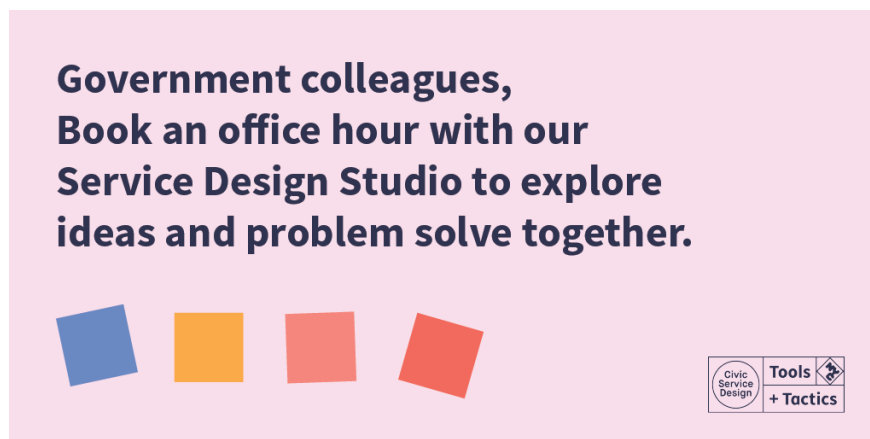 Government colleagues,
Book an office hour with our
Service Design Studio to explore
ideas and problem solve together.
Civic
Service
Design
Tools
+ Tactics